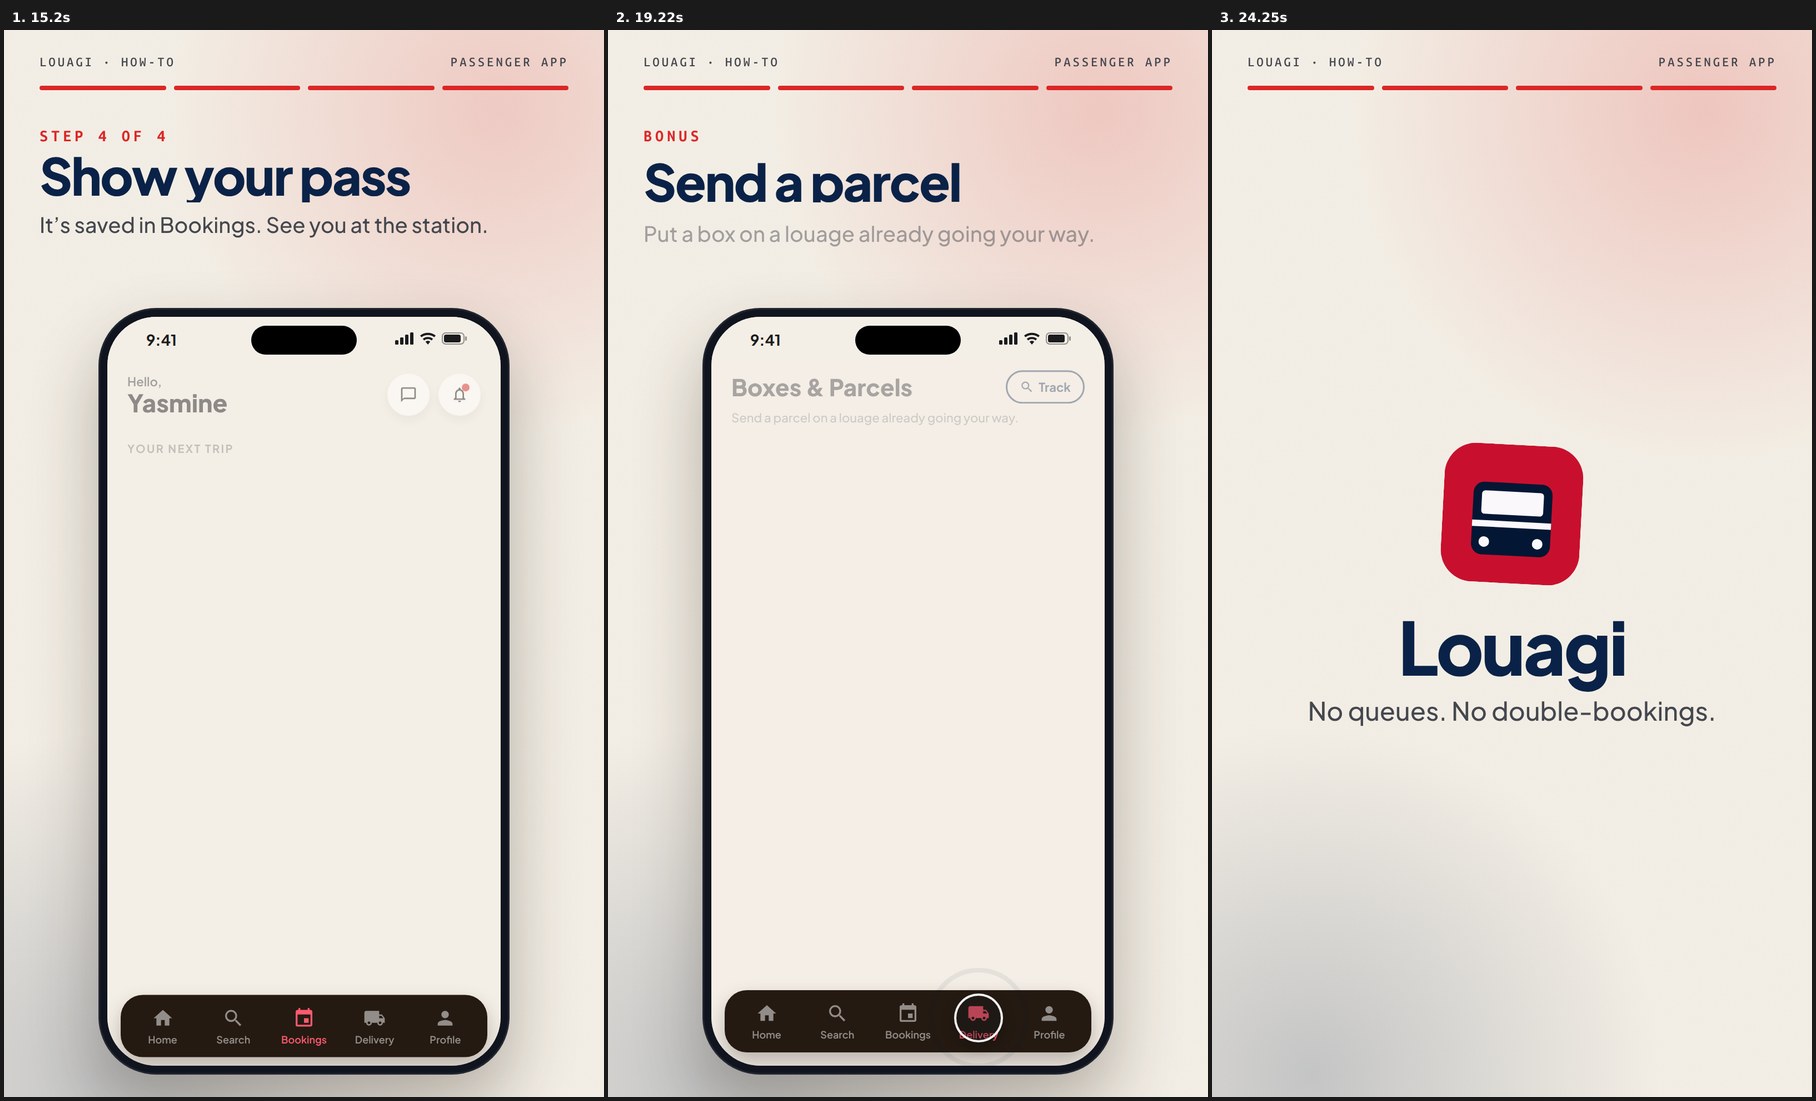 1. 15.2s
LOUAGI · HOW-TO
PASSENGER APP
STEP 4 OF 4
Show your pass
It's saved in Bookings. See you at the station.
9:41
Hello,
Yasmine
YOUR NEXT TRIP
Home
Search
Bookings
Delivery
Profile
2. 19.22s
LOUAGI · HOW-TO
PASSENGER APP
BONUS
Send a parcel
Put a box on a louage already going your way.
9:41
Boxes & Parcels
Track
Send a parcel on a louage already going your way.
Home
Search
Bookings
Delivery
Profile
3. 24.25s
LOUAGI · HOW-TO
PASSENGER APP
Louagi
No queues. No double-bookings.